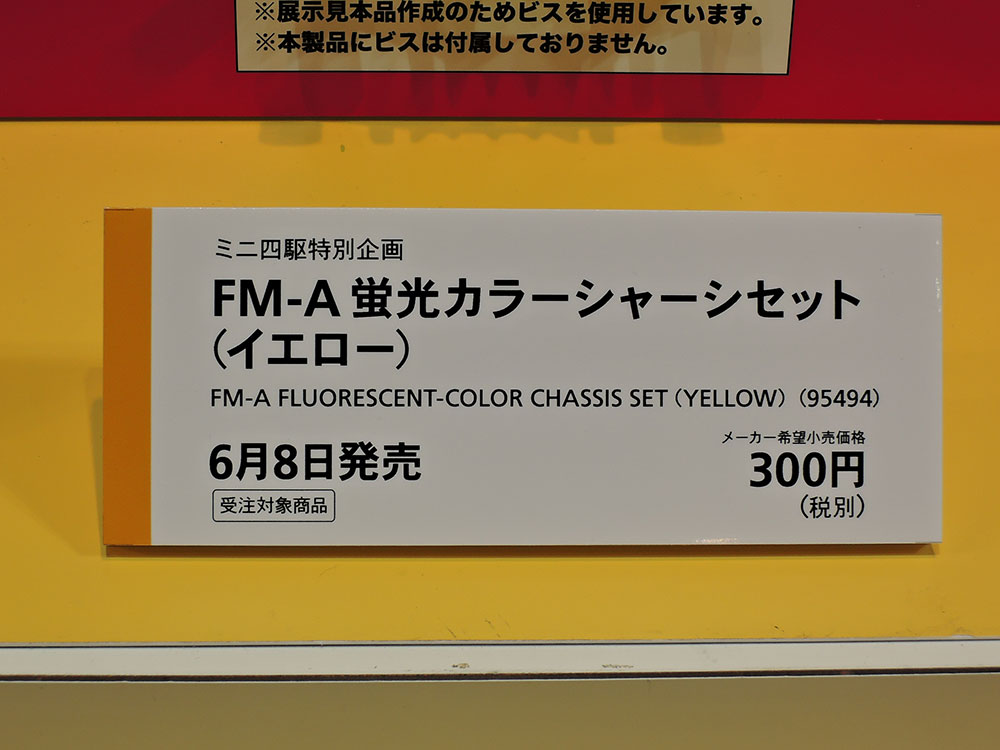 ※展示見本品作成のためビスを使用しています。
※本製品にビスは付属しておりません。
ミニ四駆特別企画
FM-A 蛍光カラーシャーシセット
(イエロー)
FM-A FLUORESCENT-COLOR CHASSIS SET (YELLOW) (95494)
6月8日発売
メーカー希望小売価格
300円
受注対象商品
(税別)